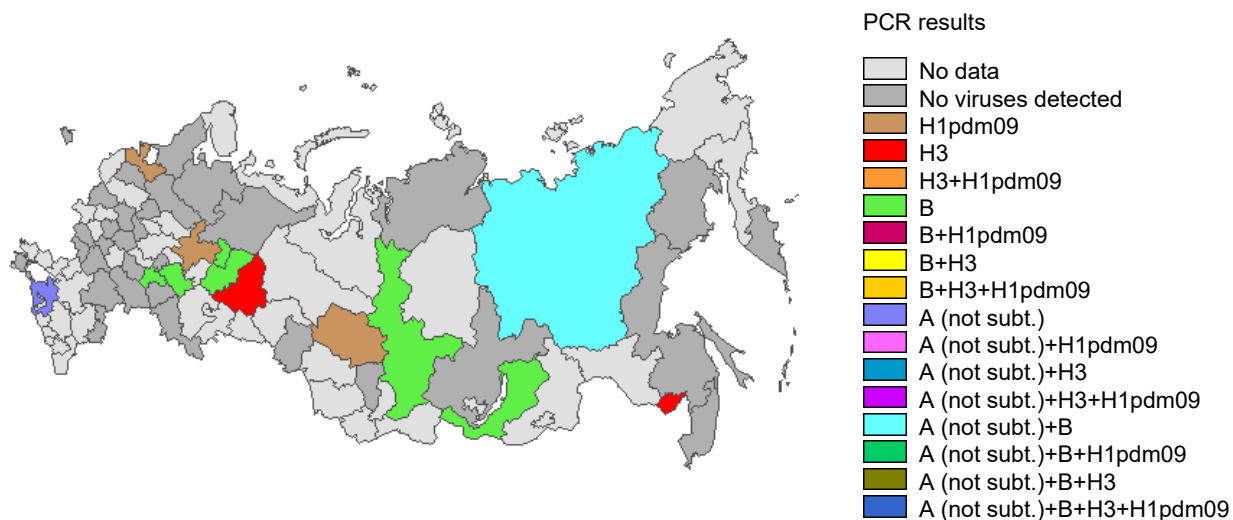 PCR results
No data
No viruses detected
H1pdm09
H3
H3+H1pdm09
B
B+H1pdm09
B+H3
B+H3+H1pdm09
A (not subt.)
A (not subt.)+H1pdm09
A (not subt.)+H3
A (not subt.)+H3+H1pdm09
A (not subt.)+B
A (not subt.)+B+H1pdm09
A (not subt.)+B+H3
A (not subt.)+B+H3+H1pdm09